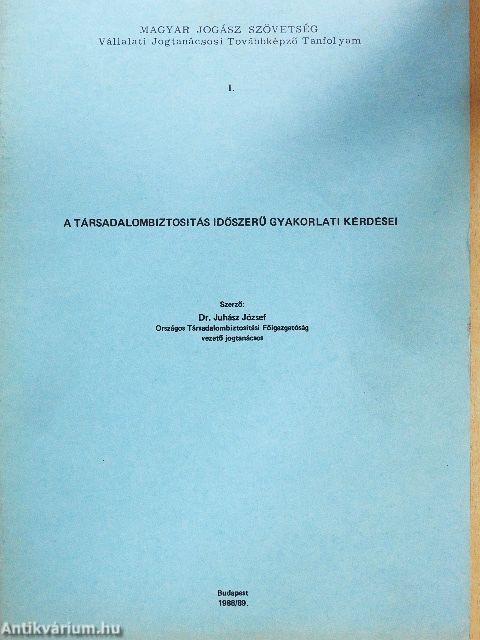 MAGYAR JOGÁSZ SZÖVETSÉG
Vállalati Jogtanácsosi Továbbképző Tanfolyam
I.
A TÁRSADALOMBIZTOSITÁS IDŐSZERŰ GYAKORLATI KÉRDÉSEI
Szerző:
Dr. Juhász József
Országos Társadalombiztositási Főigazgatóság
vezető jogtanácsos
Budapest
1988/89.
Antikvárium.hu